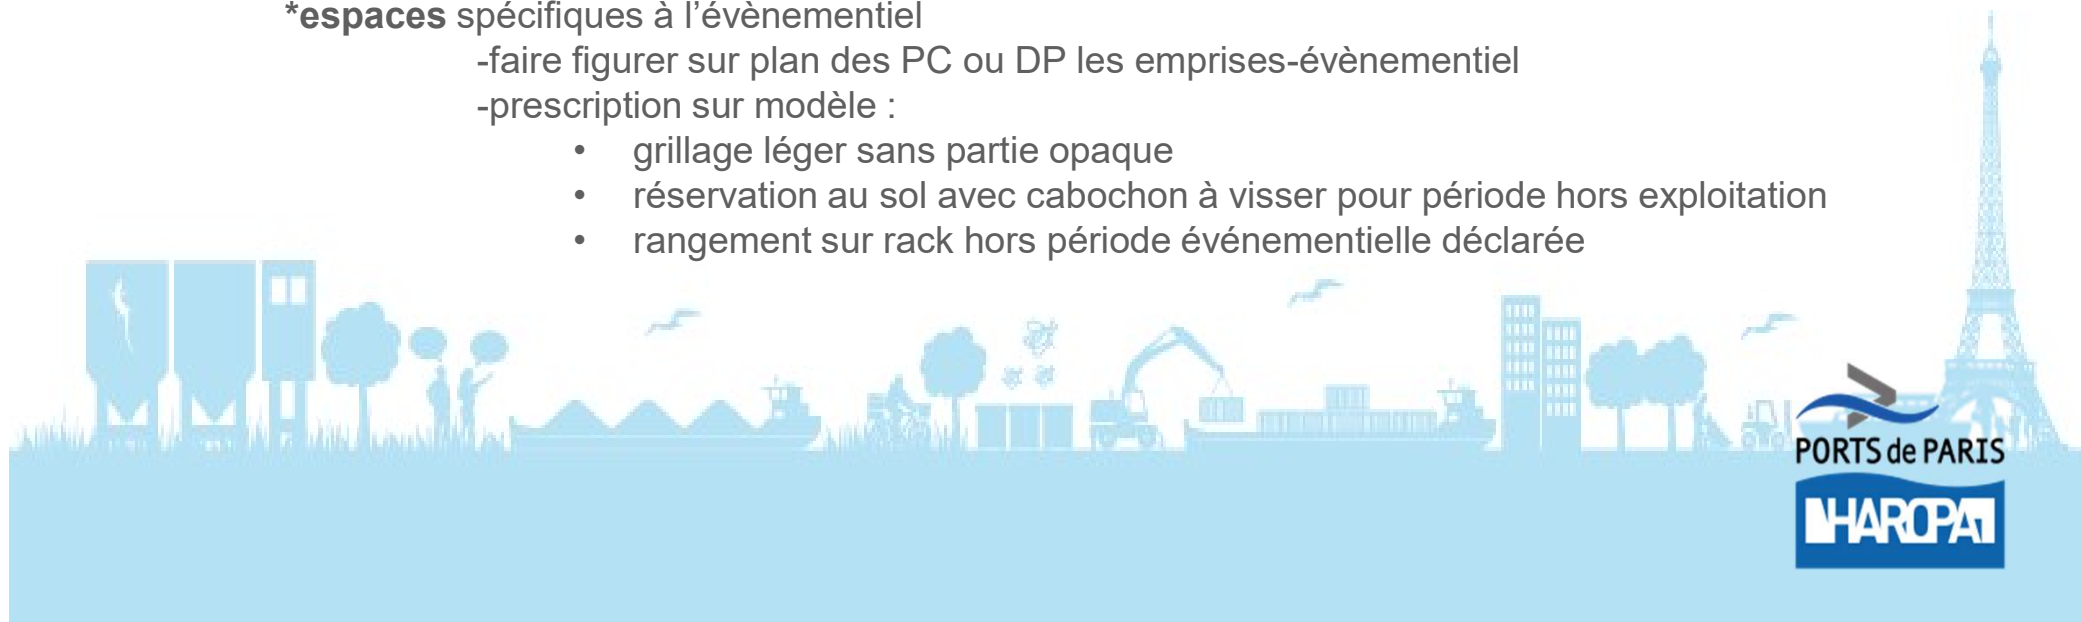 *espaces spécifiques à l’évènementiel
-faire figurer sur plan des PC ou DP les emprises-évènementiel
-prescription sur modèle :
• grillage léger sans partie opaque
• réservation au sol avec cabochon à visser pour période hors exploitation
• rangement sur rack hors période événementielle déclarée
PORTS de PARIS
HAROPA